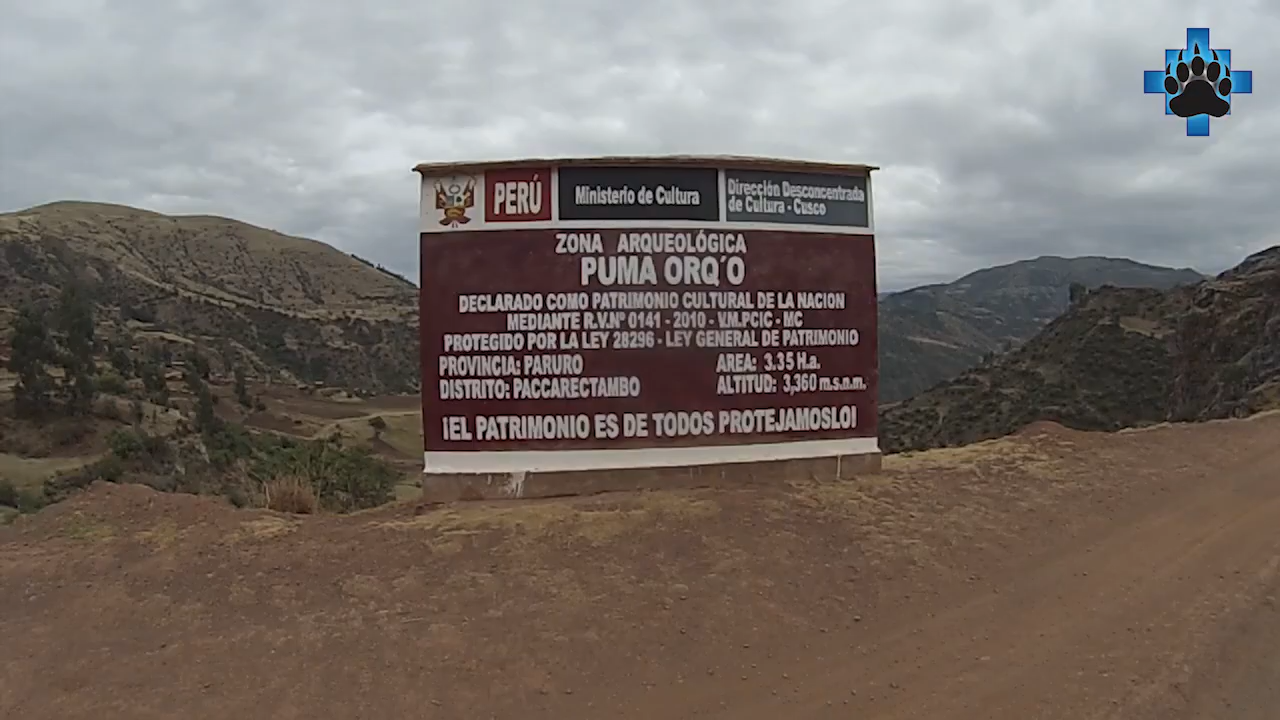 PERÚ
Ministerio de Cultura
Dirección Desconcentrada
de Cultura - Cusco
ZONA ARQUEOLÓGICA
PUMA ORQ´O
DECLARADO COMO PATRIMONIO CULTURAL DE LA NACION
MEDIANTE R.V.Nº 0141 - 2010 - V.M.PCIC - MC
PROTEGIDO POR LA LEY 28296 - LEY GENERAL DE PATRIMONIO
PROVINCIA: PARURO
AREA: 3.35 H.a.
DISTRITO: PACCARECTAMBO
ALTITUD: 3,360 m.s.n.m.
¡EL PATRIMONIO ES DE TODOS PROTEJAMOSLO!